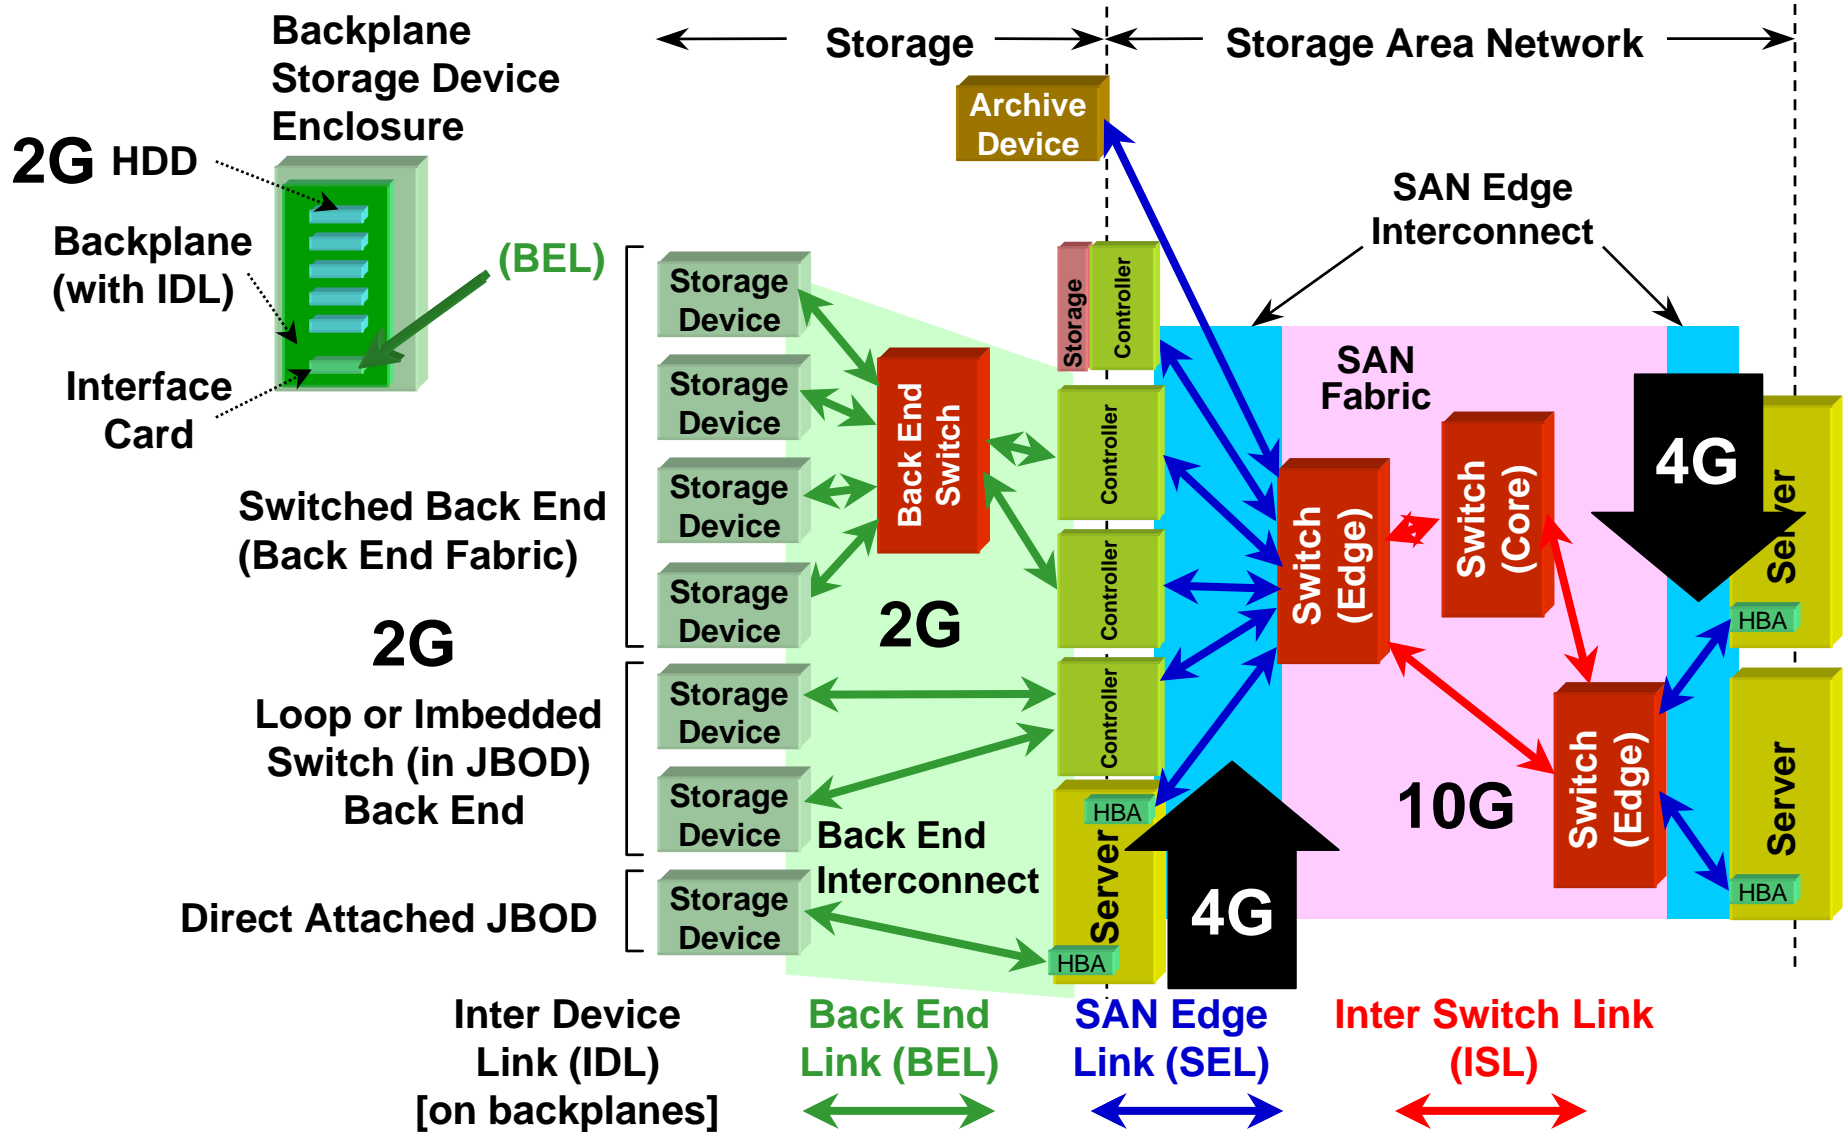 Backplane
Storage Device
Enclosure
Storage
Storage Area Network
Archive
Device
2G HDD
SAN Edge
Interconnect
Backplane
(with IDL)
(BEL)
Interface
Card
Storage
Device
Storage
Device
Storage
Device
Storage
Device
Storage
Device
Storage
Device
Storage
Device
Back End
Switch
Storage
Controller
Controller
Controller
Controller
SAN
Fabric
Switch
(Edge)
Switch
(Core)
Switch
(Edge)
4G
Server
HBA
Server
HBA
Switched Back End
(Back End Fabric)
2G
2G
Loop or Imbedded
Switch (in JBOD)
Back End
10G
Back End
Interconnect
HBA
Server
HBA
4G
Direct Attached JBOD
Inter Device
Link (IDL)
[on backplanes]
Back End
Link (BEL)
SAN Edge
Link (SEL)
Inter Switch Link
(ISL)